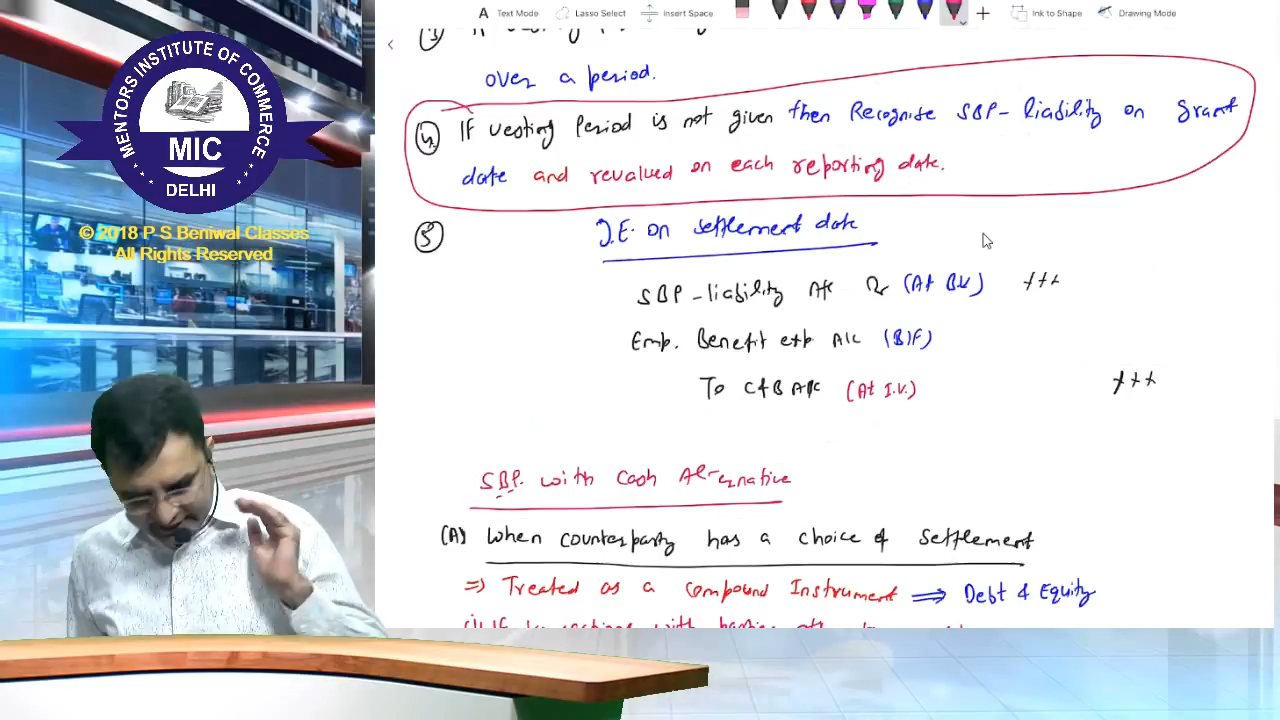 Text Mode Lasso Select Insert Space Ink to Shape Drawing Mode
over a period.
(4) If vesting Period is not given then Recognise SBP-liability on grant
date and revalued on each reporting date.
(5) J.E. on settlement date
SBP-liability A/c Dr (At B.V.) +++
Emp. Benefit exp A/c (B/F)
To C&B A/c (At I.V.) +++
SBP with Cash Alternative
(A) When counterparty has a choice of Settlement
=> Treated as a compound Instrument => Debt & Equity
MENTORS INSTITUTE OF COMMERCE
MIC
DELHI
© 2018 P S Beniwal Classes
All Rights Reserved